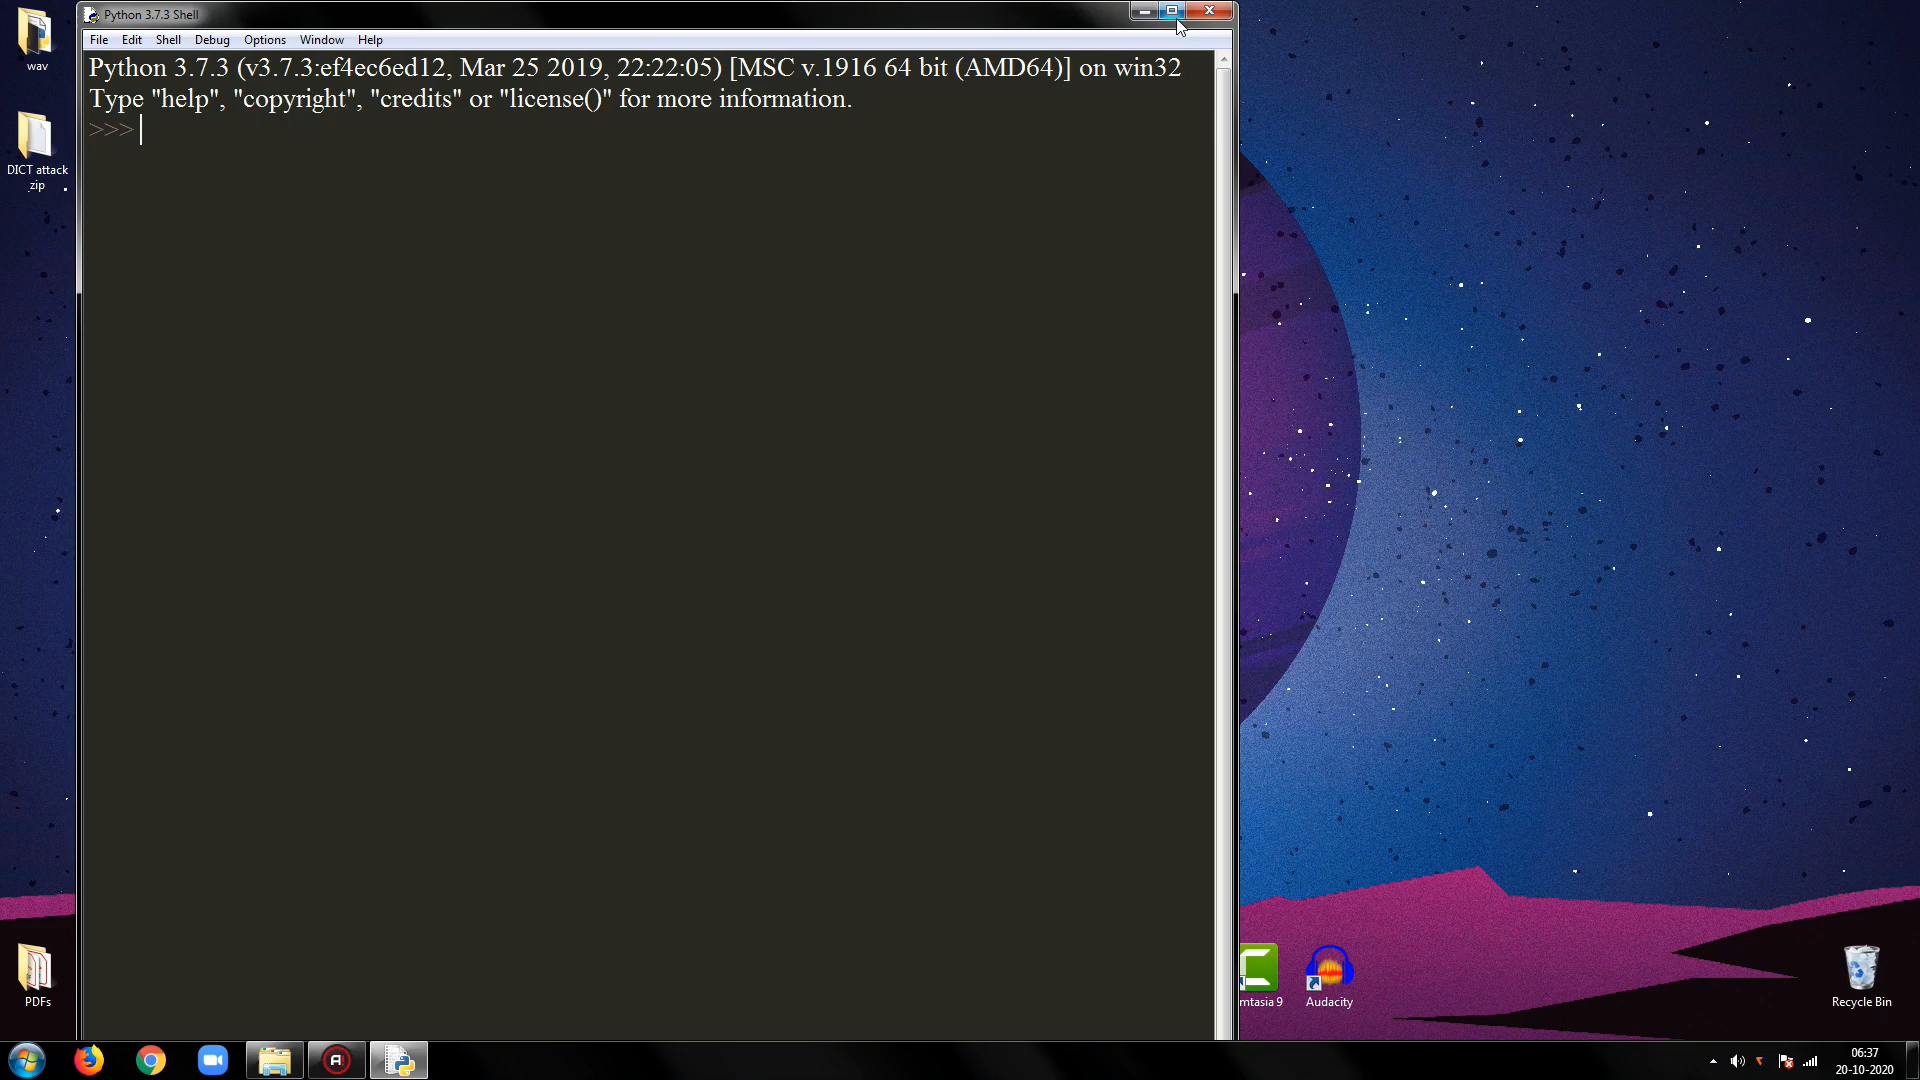 Python 3.7.3 Shell
File Edit Shell Debug Options Window Help
Python 3.7.3 (v3.7.3:ef4ec6ed12, Mar 25 2019, 22:22:05) [MSC v.1916 64 bit (AMD64)] on win32
Type "help", "copyright", "credits" or "license()" for more information.
>>>
wav
DICT attack
zip
PDFs
mtasia 9
Audacity
Recycle Bin
06:37
20-10-2020